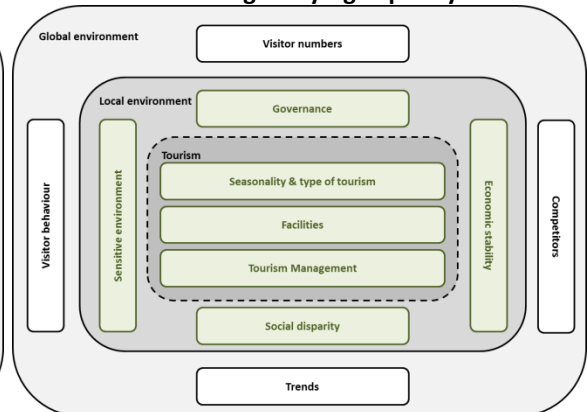 Global environment
Visitor numbers
Local environment
Governance
Tourism
Seasonality & type of tourism
Visitor behaviour
Sensitive environment
Facilities
Economic stability
Competitors
Tourism Management
Social disparity
Trends